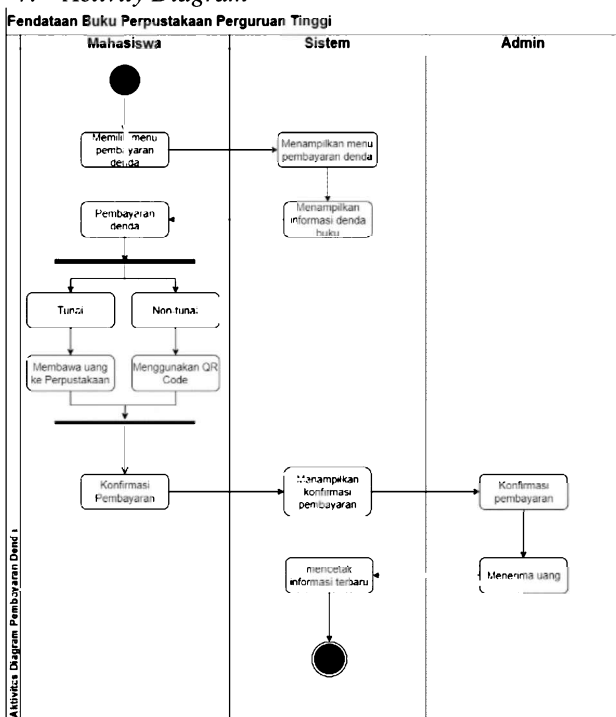 Activity Diagram
Fendataan Buku Perpustakaan Perguruan Tinggi
Mahasiswa
Sistem
Admin
menu
pembayaran
denda
Menampilkan menu
pembayaran denda
Pembayaran
denda
Menampilkan
informasi denda
buku
Tunai
Non-tunai
Membawa uang
ke Perpustakaan
Menggunakan QR
Code
Konfirmasi
Pembayaran
Menampilkan
konfirmasi
pembayaran
Konfirmasi
pembayaran
mencetak
informasi terbaru
Menerima uang
Aktivitas Diagram Pembayaran Denda